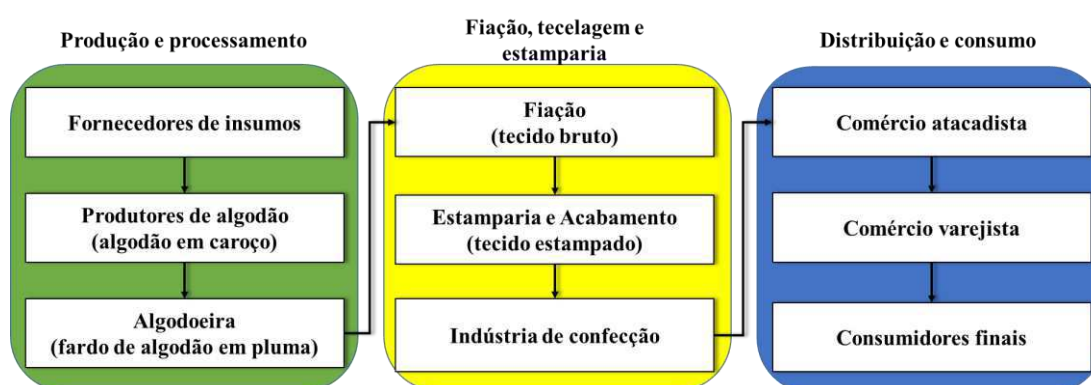 Produção e processamento
Fornecedores de insumos
Produtores de algodão
(algodão em caroço)
Algodoeira
(fardo de algodão em pluma)
Fiação, tecelagem e
estamparia
Fiação
(tecido bruto)
Estamparia e Acabamento
(tecido estampado)
Indústria de confecção
Distribuição e consumo
Comércio atacadista
Comércio varejista
Consumidores finais